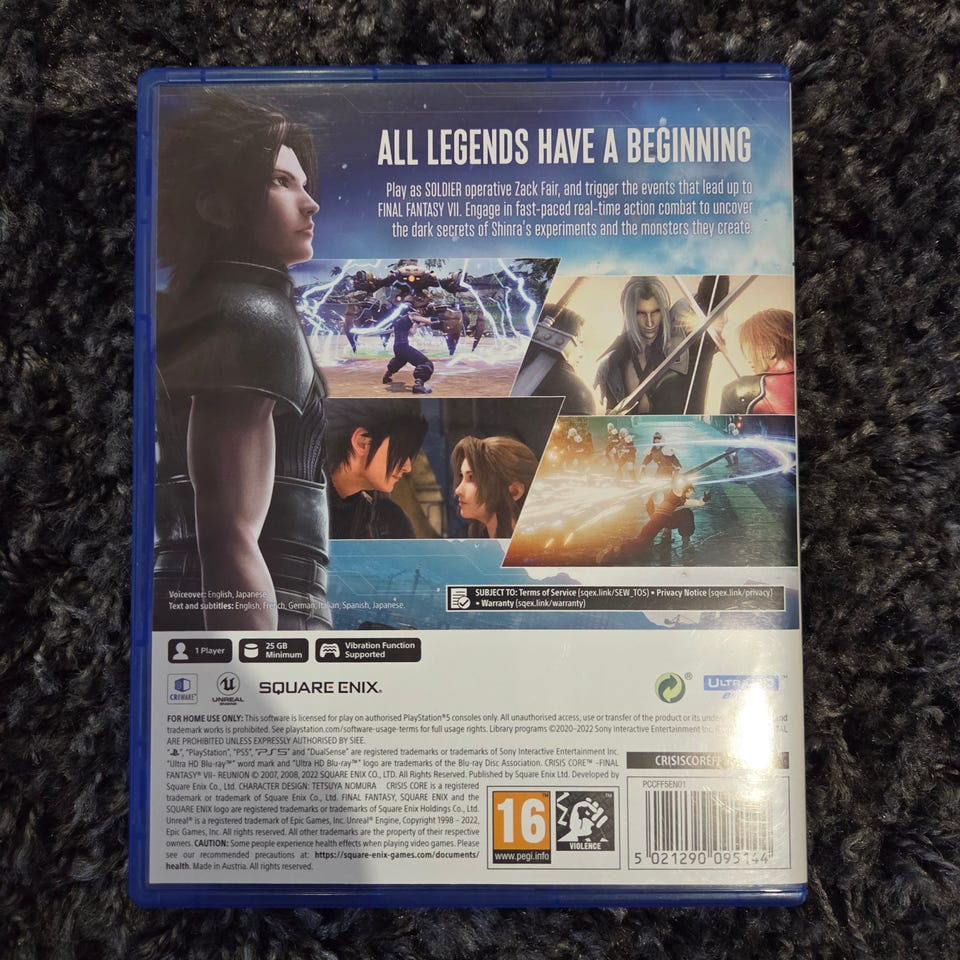 ALL LEGENDS HAVE A BEGINNING
Play as SOLDIER operative Zack Fair, and trigger the events that lead up to
FINAL FANTASY VII. Engage in fast-paced real-time action combat to uncover
the dark secrets of Shinra's experiments and the monsters they create.
Voiceover: English, Japanese.
Text and subtitles: English, French, German, Italian, Spanish, Japanese.
SUBJECT TO: Terms of Service (sqex.link/SEW_TOS) • Privacy Notice (sqex.link/privacy)
• Warranty (sqex.link/warranty)
1 Player
25 GB
Minimum
Vibration Function
Supported
CRIWARE™
UNREAL
ENGINE
SQUARE ENIX®
®
ULTRA
™
FOR HOME USE ONLY: This software is licensed for play on authorised PlayStation®5 consoles only. All unauthorised access, use or transfer of the product or its and
trademark works is prohibited. See playstation.com/software-usage-terms for full usage rights. Library programs ©2020–2022 Sony Interactive Entertainment Inc.
ARE PROHIBITED UNLESS EXPRESSLY AUTHORISED BY SIEE.
"PlayStation", "PS5", "PS5" and "DualSense" are registered trademarks or trademarks of Sony Interactive Entertainment Inc.
"Ultra HD Blu-ray™" word mark and "Ultra HD Blu-ray" logo are trademarks of the Blu-ray Disc Association. CRISIS CORE™ -FINAL
FANTASY® VII- REUNION © 2007, 2008, 2022 SQUARE ENIX CO., LTD. All Rights Reserved. Published by Square Enix Ltd. Developed by
Square Enix Co., Ltd. CHARACTER DESIGN: TETSUYA NOMURA CRISIS CORE is a registered
trademark or trademark of Square Enix Co., Ltd. FINAL FANTASY, SQUARE ENIX and the
SQUARE ENIX logo are registered trademarks or trademarks of Square Enix Holdings Co., Ltd.
Unreal® is a registered trademark of Epic Games, Inc. Unreal® Engine, Copyright 1998 – 2022,
Epic Games, Inc. All rights reserved. All other trademarks are the property of their respective
owners. CAUTION: Some people experience health effects when playing video games. Please
see our recommended precautions at: https://square-enix-games.com/documents/
health. Made in Austria. All rights reserved.
PCCFF5EN01
16
www.pegi.info
VIOLENCE
5 021290 095144